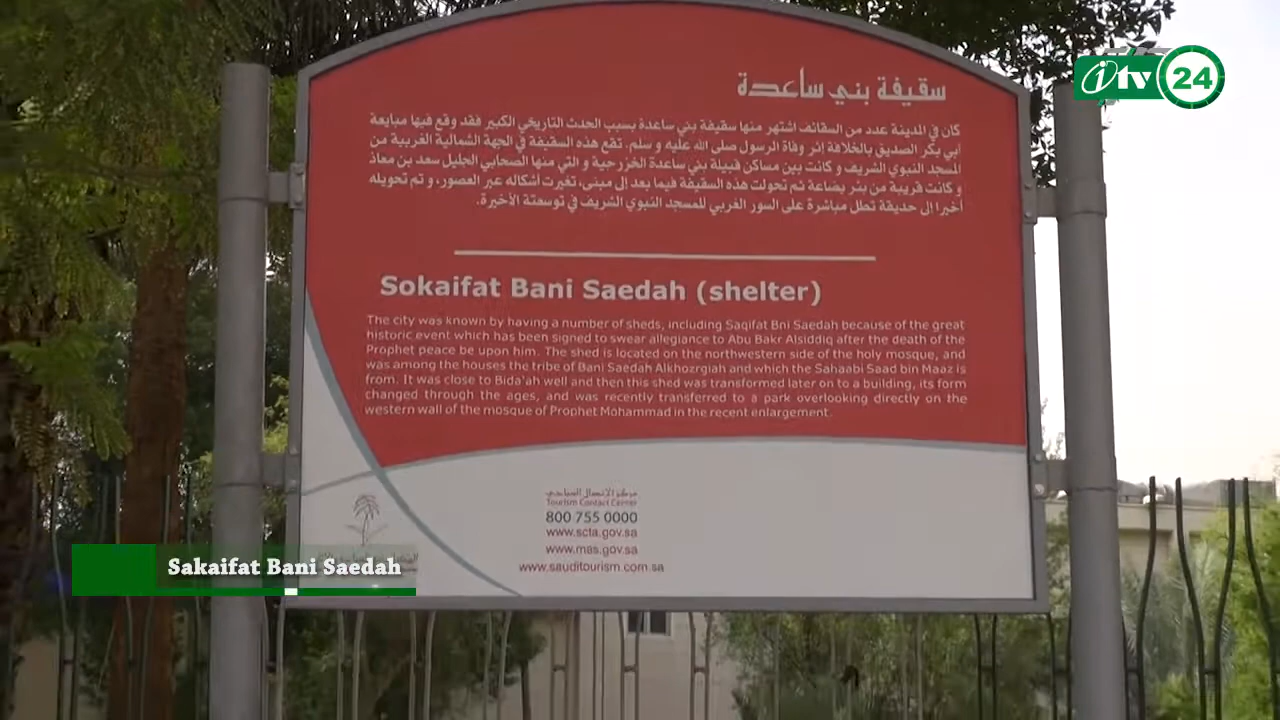 سقيفة بني ساعدة
كان في المدينة عدد من السقائف اشتهر منها سقيفة بني ساعدة بسبب الحدث التاريخي الكبير فقد وقع فيها مبايعة
أبي بكر الصديق بالخلافة إثر وفاة الرسول صلى الله عليه و سلم. تقع هذه السقيفة في الجهة الشمالية الغربية من
المسجد النبوي الشريف و كانت بين مساكن قبيلة بني ساعدة الخزرجية و التي منها الصحابي الجليل سعد بن معاذ
و كانت قريبة من بئر بضاعة ثم تحولت هذه السقيفة فيما بعد إلى مبنى، تغيرت أشكاله عبر العصور، و تم تحويله
أخيرا إلى حديقة تطل مباشرة على السور الغربي للمسجد النبوي الشريف في توسعتة الأخيرة.
Sokaifat Bani Saedah (shelter)
The city was known by having a number of sheds, including Saqifat Bni Saedah because of the great
historic event which has been signed to swear allegiance to Abu Bakr Alsiddiq after the death of the
Prophet peace be upon him. The shed is located on the northwestern side of the holy mosque, and
was among the houses the tribe of Bani Saedah Alkhozrgiah and which the Sahaabi Saad bin Maaz is
from. It was close to Bida'ah well and then this shed was transformed later on to a building, its form
changed through the ages, and was recently transferred to a park overlooking directly on the
western wall of the mosque of Prophet Mohammad in the recent enlargement.
مركز الإتصال السياحي
Tourism Contact Center
800 755 0000
www.scta.gov.sa
www.mas.gov.sa
www.sauditourism.com.sa
Sakaifat Bani Saedah
itv 24